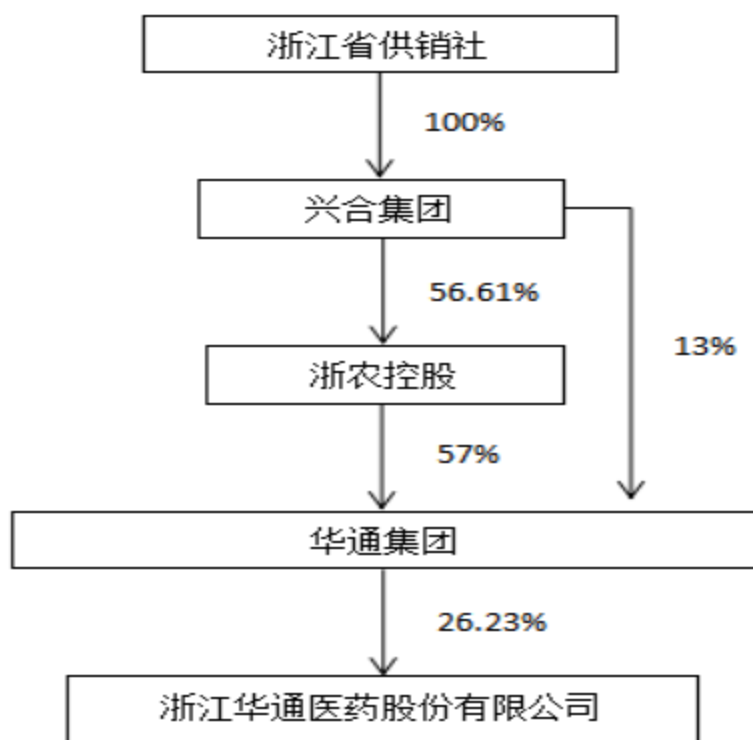 浙江省供销社
100%
兴合集团
56.61%
13%
浙农控股
57%
华通集团
26.23%
浙江华通医药股份有限公司